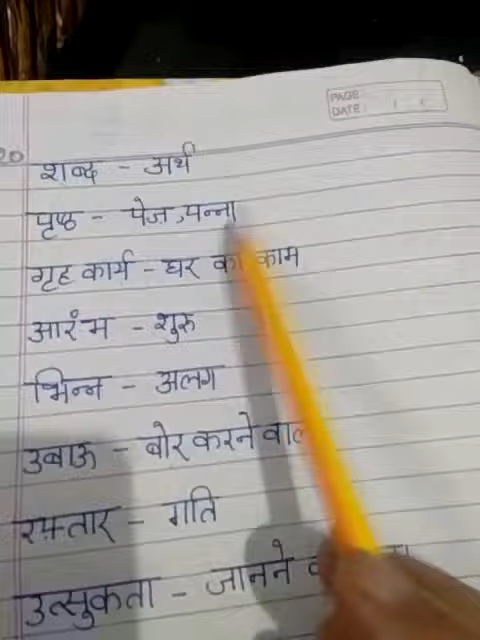 PAGE
DATE
20
शब्द - अर्थ
पृष्ठ - पेज, पन्ना
गृह कार्य - घर का काम
आरंभ - शुरु
भिन्न - अलग
उबाऊ - बोर करने
रफ़्तार - गति
उत्सुकता - जानने